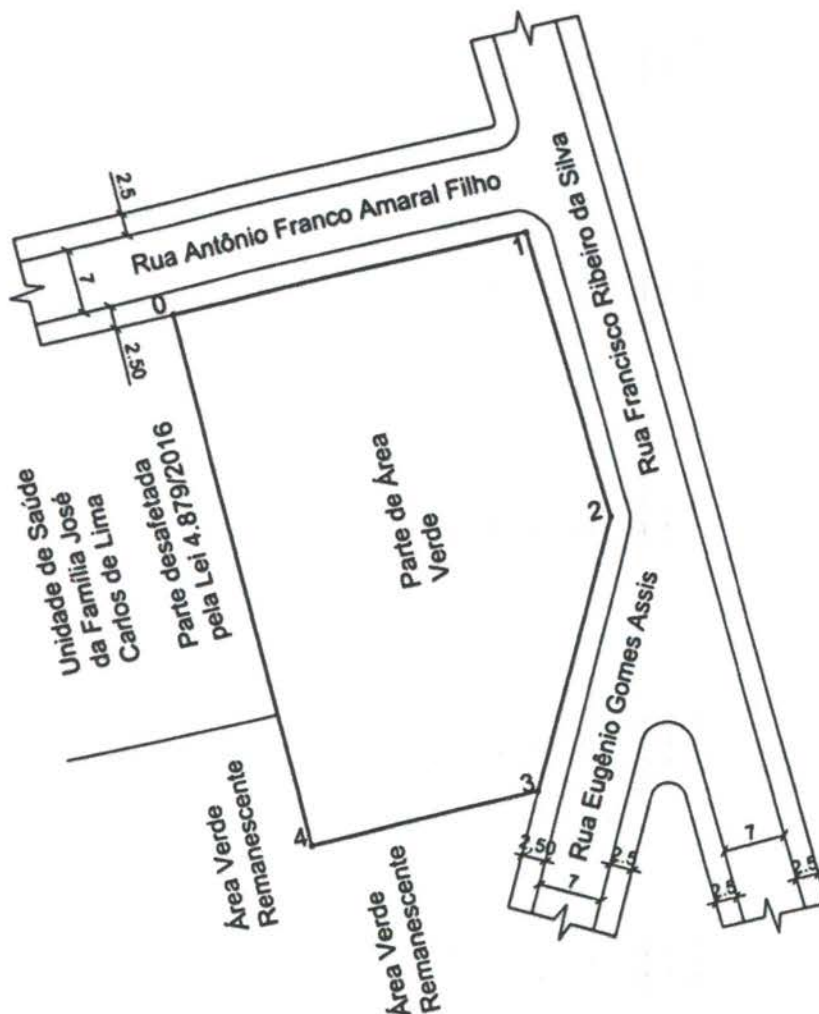 2.5
Rua Antônio Franco Amaral Filho
7
0
2.50
1
Rua Francisco Ribeiro da Silva
Unidade de Saúde
da Família José
Carlos de Lima
Parte desafetada
pela Lei 4.879/2016
Parte de Área
Verde
2
Rua Eugênio Gomes Assis
3
4
Área Verde
Remanescente
Área Verde
Remanescente
2,50
7
2.5
7
2.5
2.5